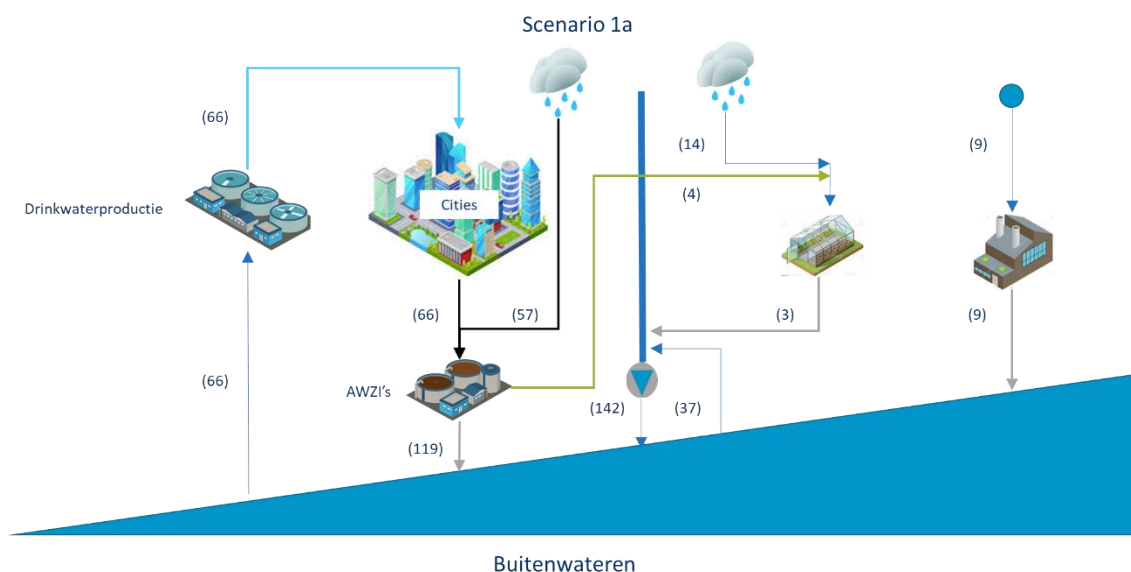 Scenario 1a
(66)
(14)
(9)
(4)
Drinkwaterproductie
Cities
(66)
(57)
(3)
(9)
(66)
AWZI's
(142)
(37)
(119)
Buitenwateren